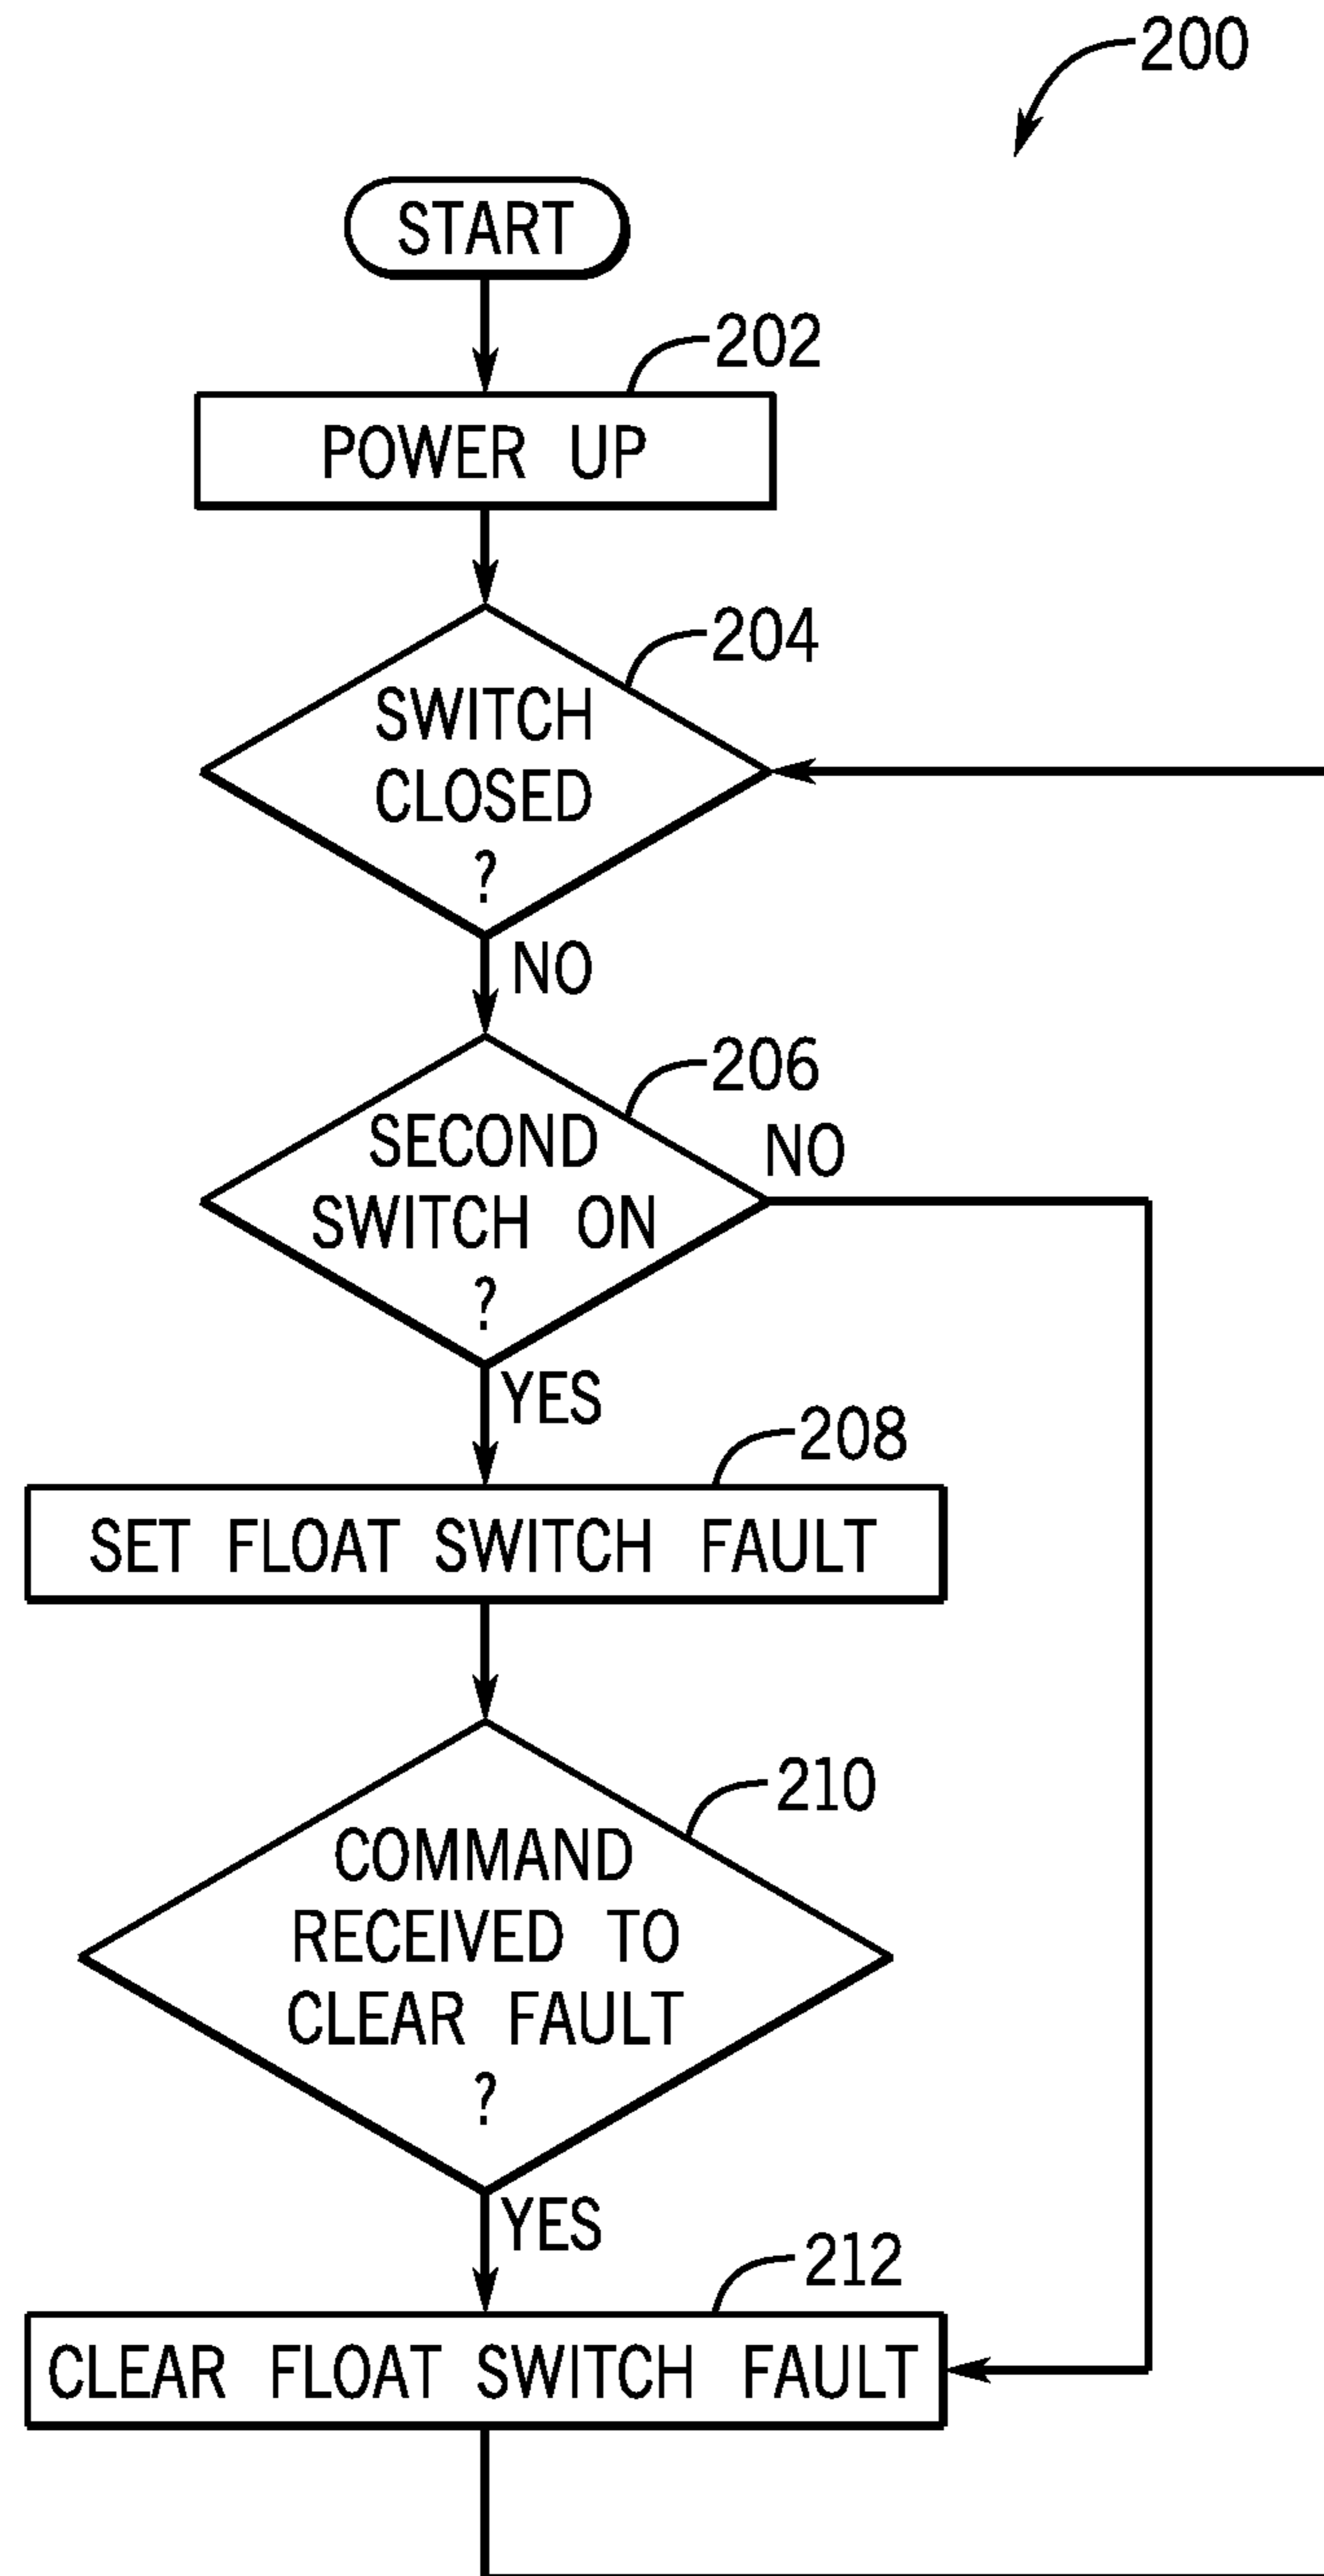 200
START
202
POWER UP
204
SWITCH
CLOSED
?
NO
206
SECOND
SWITCH ON
?
NO
YES
208
SET FLOAT SWITCH FAULT
210
COMMAND
RECEIVED TO
CLEAR FAULT
?
YES
212
CLEAR FLOAT SWITCH FAULT